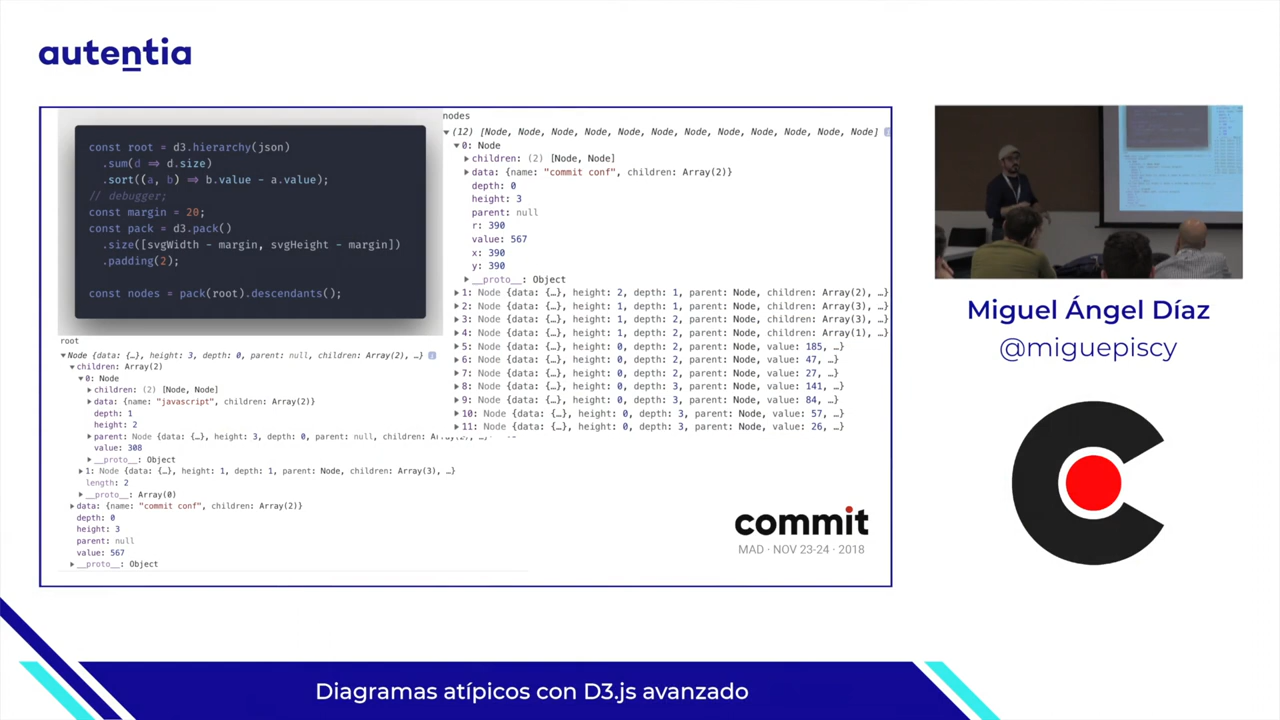 autentia
const root = d3.hierarchy(json)
.sum(d => d.size)
.sort((a, b) => b.value - a.value);
// debugger;
const margin = 20;
const pack = d3.pack()
.size([svgWidth - margin, svgHeight - margin])
.padding(2);
const nodes = pack(root).descendants();
root
▼Node {data: {…}, height: 3, depth: 0, parent: null, children: Array(2), …} i
▼children: Array(2)
▼0: Node
▶children: (2) [Node, Node]
▶data: {name: "javascript", children: Array(2)}
depth: 1
height: 2
▶parent: Node {data: {…}, height: 3, depth: 0, parent: null, children:
value: 308
▶__proto__: Object
▶1: Node {data: {…}, height: 1, depth: 1, parent: Node, children: Array(3), …}
length: 2
▶__proto__: Array(0)
▶data: {name: "commit conf", children: Array(2)}
depth: 0
height: 3
parent: null
value: 567
▶__proto__: Object
nodes
▼(12) [Node, Node, Node, Node, Node, Node, Node, Node, Node, Node, Node, Node]
▼0: Node
▶children: (2) [Node, Node]
▶data: {name: "commit conf", children: Array(2)}
depth: 0
height: 3
parent: null
r: 390
value: 567
x: 390
y: 390
▶__proto__: Object
▶1: Node {data: {…}, height: 2, depth: 1, parent: Node, children: Array(2), …}
▶2: Node {data: {…}, height: 1, depth: 1, parent: Node, children: Array(3), …}
▶3: Node {data: {…}, height: 1, depth: 2, parent: Node, children: Array(3), …}
▶4: Node {data: {…}, height: 1, depth: 2, parent: Node, children: Array(1), …}
▶5: Node {data: {…}, height: 0, depth: 2, parent: Node, value: 185, …}
▶6: Node {data: {…}, height: 0, depth: 2, parent: Node, value: 47, …}
▶7: Node {data: {…}, height: 0, depth: 2, parent: Node, value: 27, …}
▶8: Node {data: {…}, height: 0, depth: 3, parent: Node, value: 141, …}
▶9: Node {data: {…}, height: 0, depth: 3, parent: Node, value: 84, …}
▶10: Node {data: {…}, height: 0, depth: 3, parent: Node, value: 57, …}
▶11: Node {data: {…}, height: 0, depth: 3, parent: Node, value: 26, …}
commit
MAD · NOV 23-24 · 2018
Miguel Ángel Díaz
@miguepiscy
Diagramas atípicos con D3.js avanzado